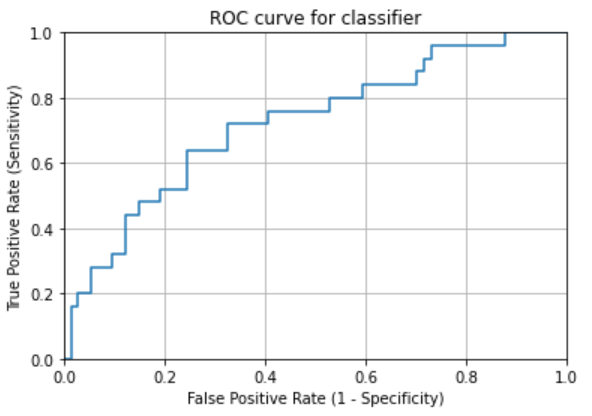 ROC curve for classifier
True Positive Rate (Sensitivity)
1.0
0.8
0.6
0.4
0.2
0.0
0.0 0.2 0.4 0.6 0.8 1.0
False Positive Rate (1 - Specificity)